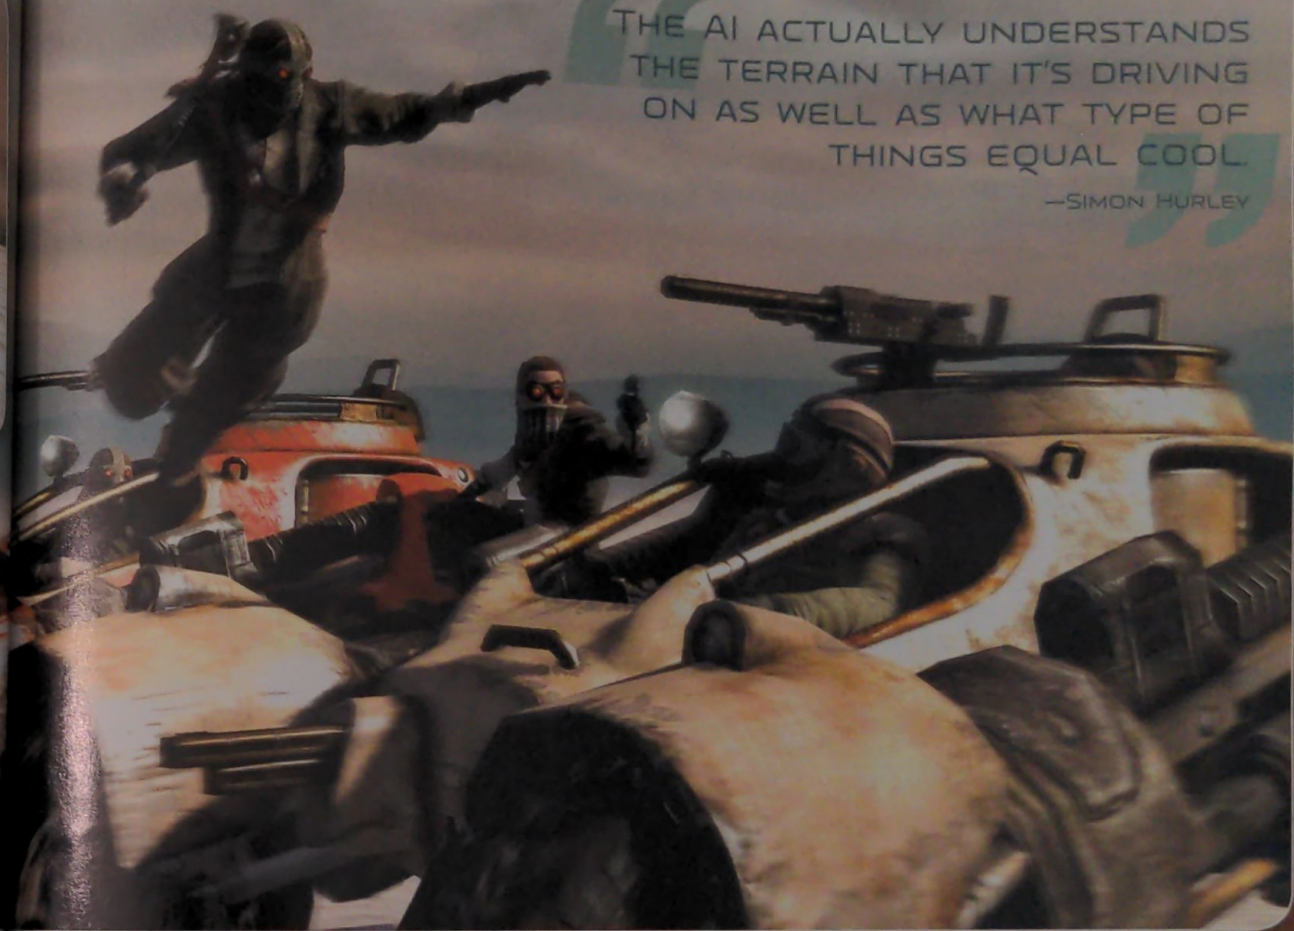 THE AI ACTUALLY UNDERSTANDS
THE TERRAIN THAT IT'S DRIVING
ON AS WELL AS WHAT TYPE OF
THINGS EQUAL COOL.
—SIMON HURLEY